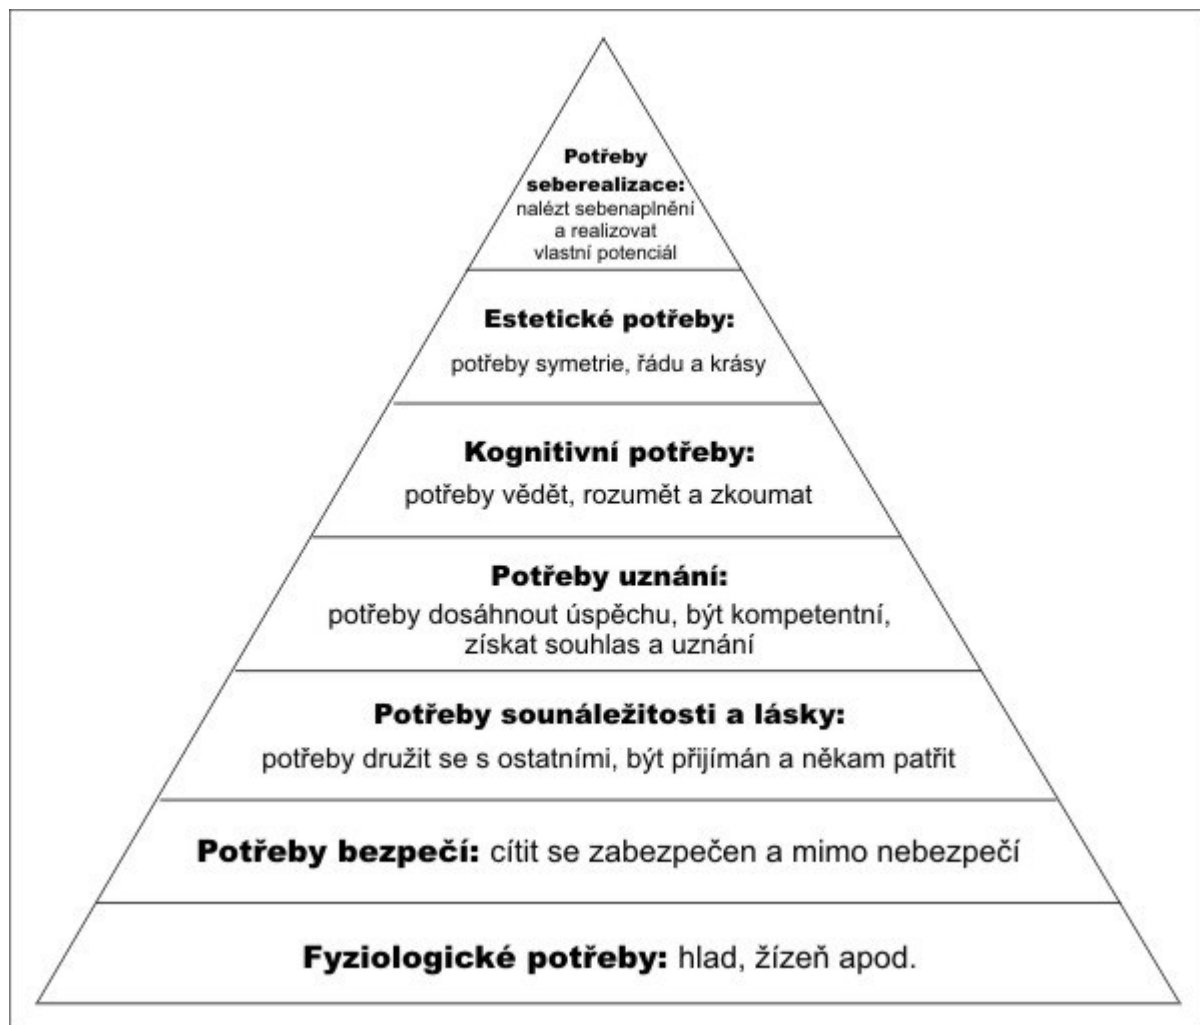 Potřeby
seberealizace:
nalézt sebenaplnění
a realizovat
vlastní potenciál
Estetické potřeby:
potřeby symetrie, řádu a krásy
Kognitivní potřeby:
potřeby vědět, rozumět a zkoumat
Potřeby uznání:
potřeby dosáhnout úspěchu, být kompetentní,
získat souhlas a uznání
Potřeby sounáležitosti a lásky:
potřeby družit se s ostatními, být přijímán a někam patřit
Potřeby bezpečí: cítit se zabezpečen a mimo nebezpečí
Fyziologické potřeby: hlad, žízeň apod.